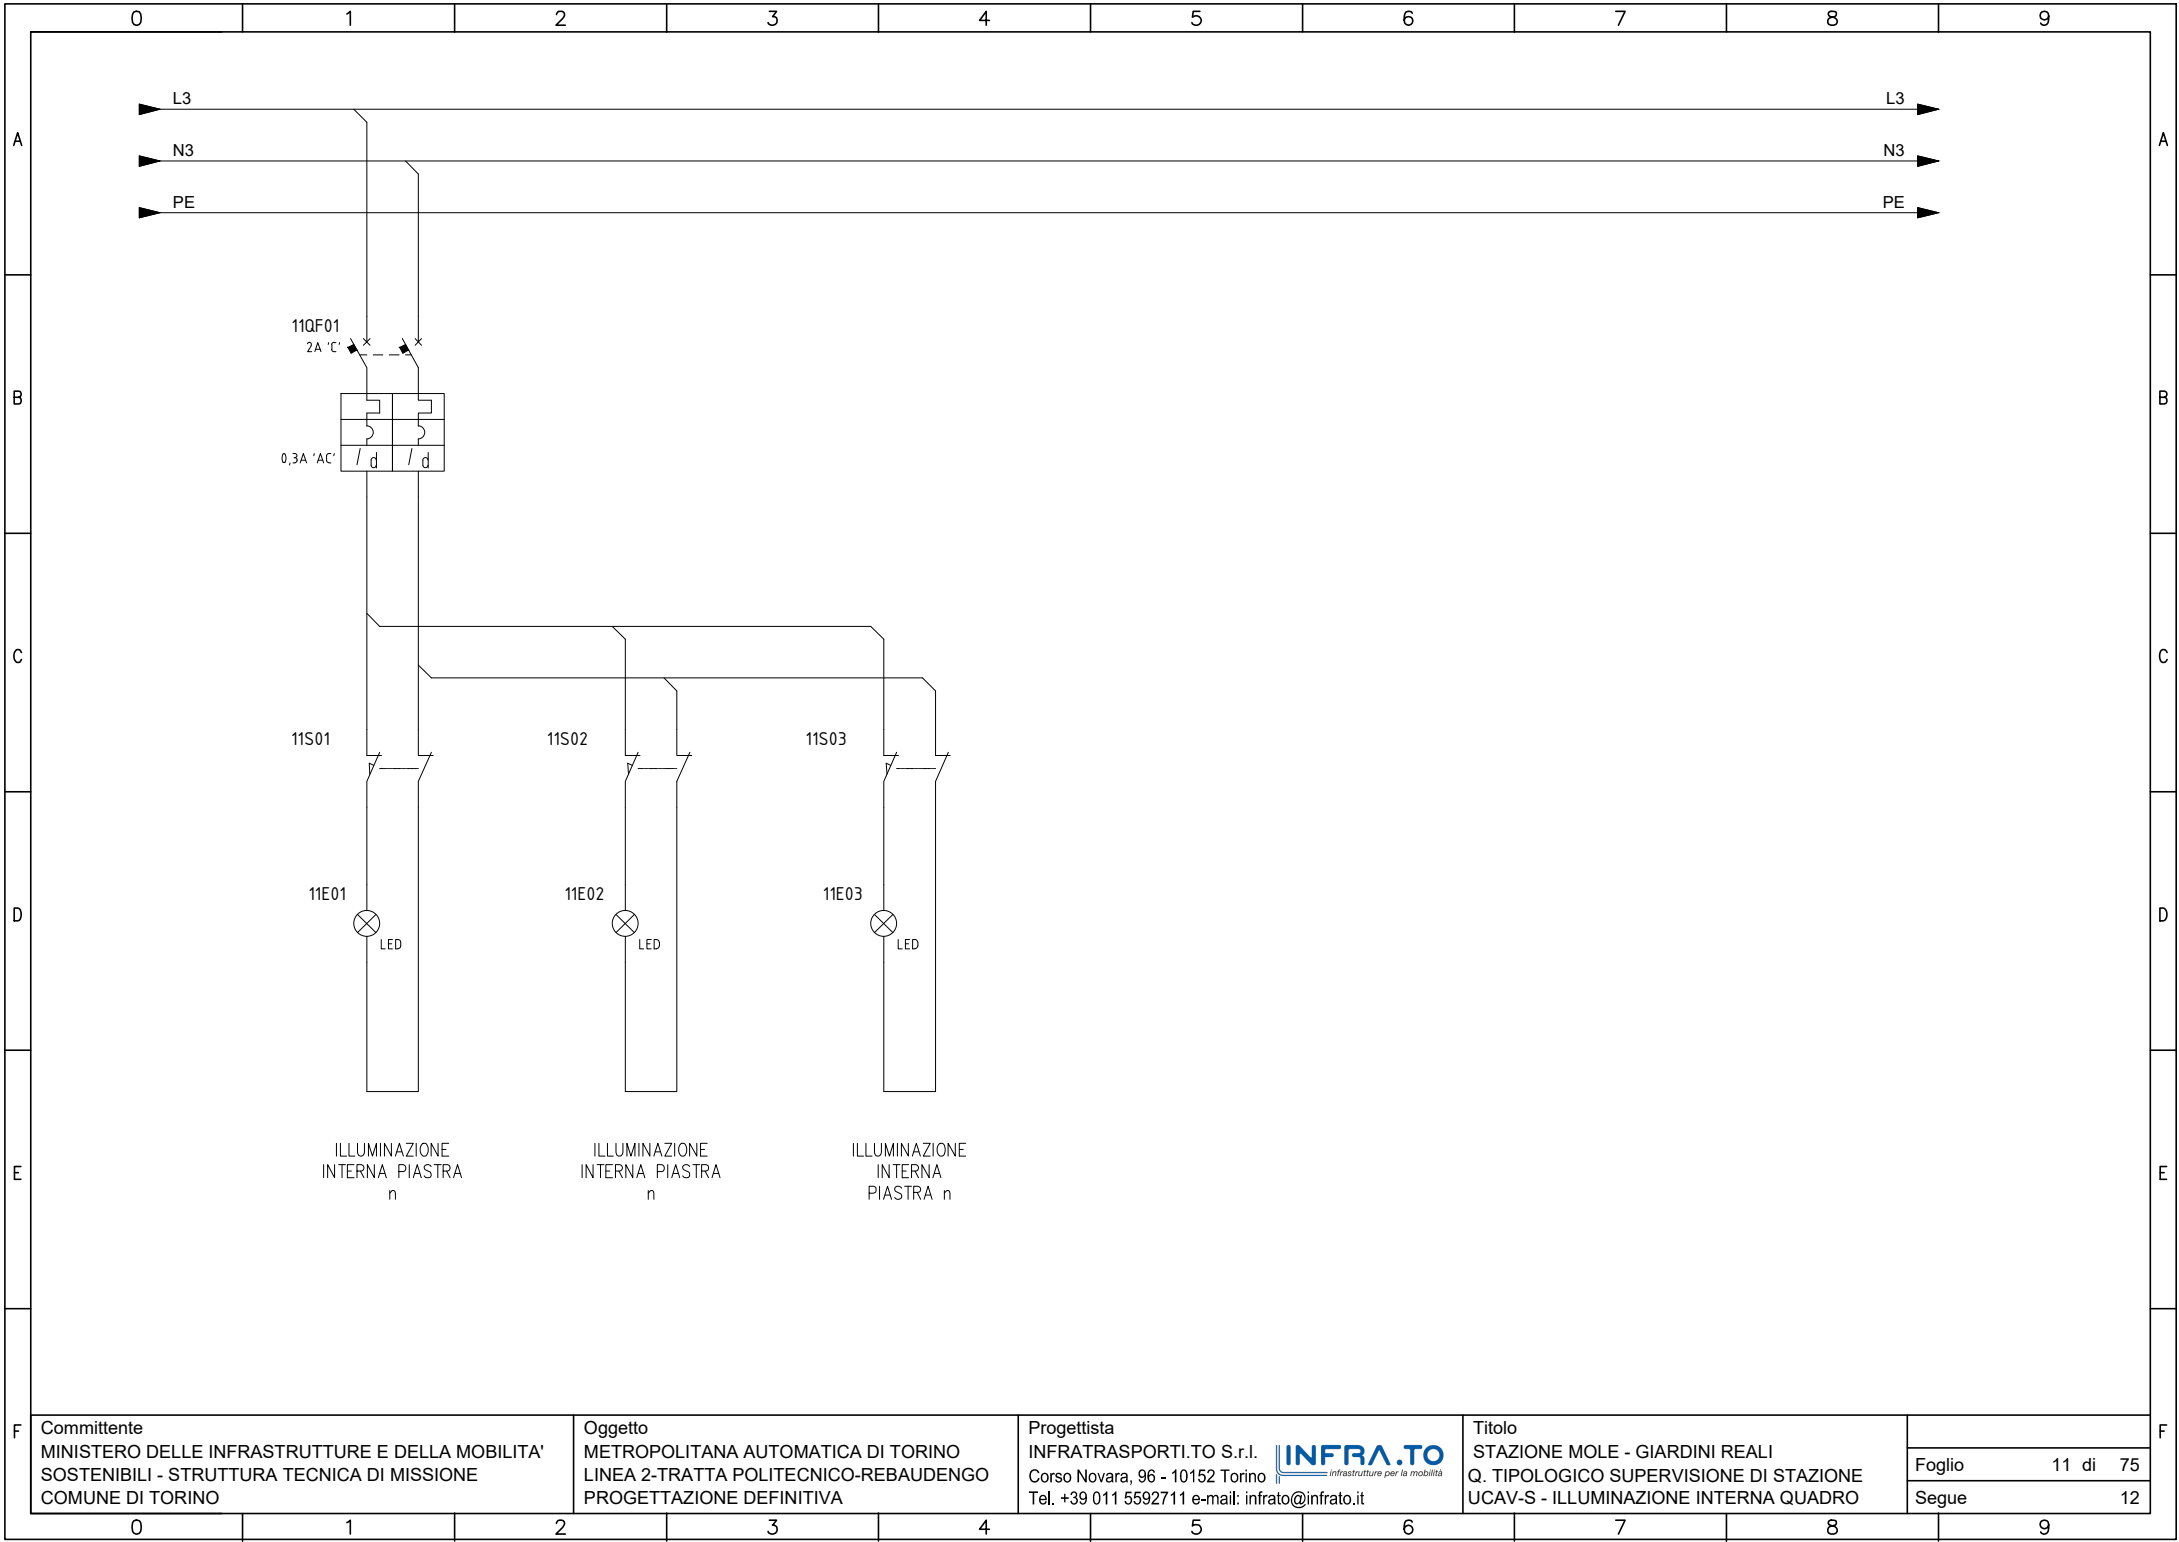 0 1 2 3 4 5 6 7 8 9
L3 L3
A A
N3 N3
PE PE
11QF01
2A 'C'
B B
0,3A 'AC' / d / d
C C
11S01 11S02 11S03
11E01 11E02 11E03
D D
LED LED LED
ILLUMINAZIONE
INTERNA PIASTRA
n
ILLUMINAZIONE
INTERNA PIASTRA
n
ILLUMINAZIONE
INTERNA
PIASTRA n
E E
F F
Committente
MINISTERO DELLE INFRASTRUTTURE E DELLA MOBILITA'
SOSTENIBILI - STRUTTURA TECNICA DI MISSIONE
COMUNE DI TORINO
Oggetto
METROPOLITANA AUTOMATICA DI TORINO
LINEA 2-TRATTA POLITECNICO-REBAUDENGO
PROGETTAZIONE DEFINITIVA
Progettista
INFRATRASPORTI.TO S.r.l.
Corso Novara, 96 - 10152 Torino
Tel. +39 011 5592711 e-mail: infrato@infrato.it
INFRA.TO
infrastrutture per la mobilità
Titolo
STAZIONE MOLE - GIARDINI REALI
Q. TIPOLOGICO SUPERVISIONE DI STAZIONE
UCAV-S - ILLUMINAZIONE INTERNA QUADRO
Foglio 11 di 75
Segue 12
0 1 2 3 4 5 6 7 8 9